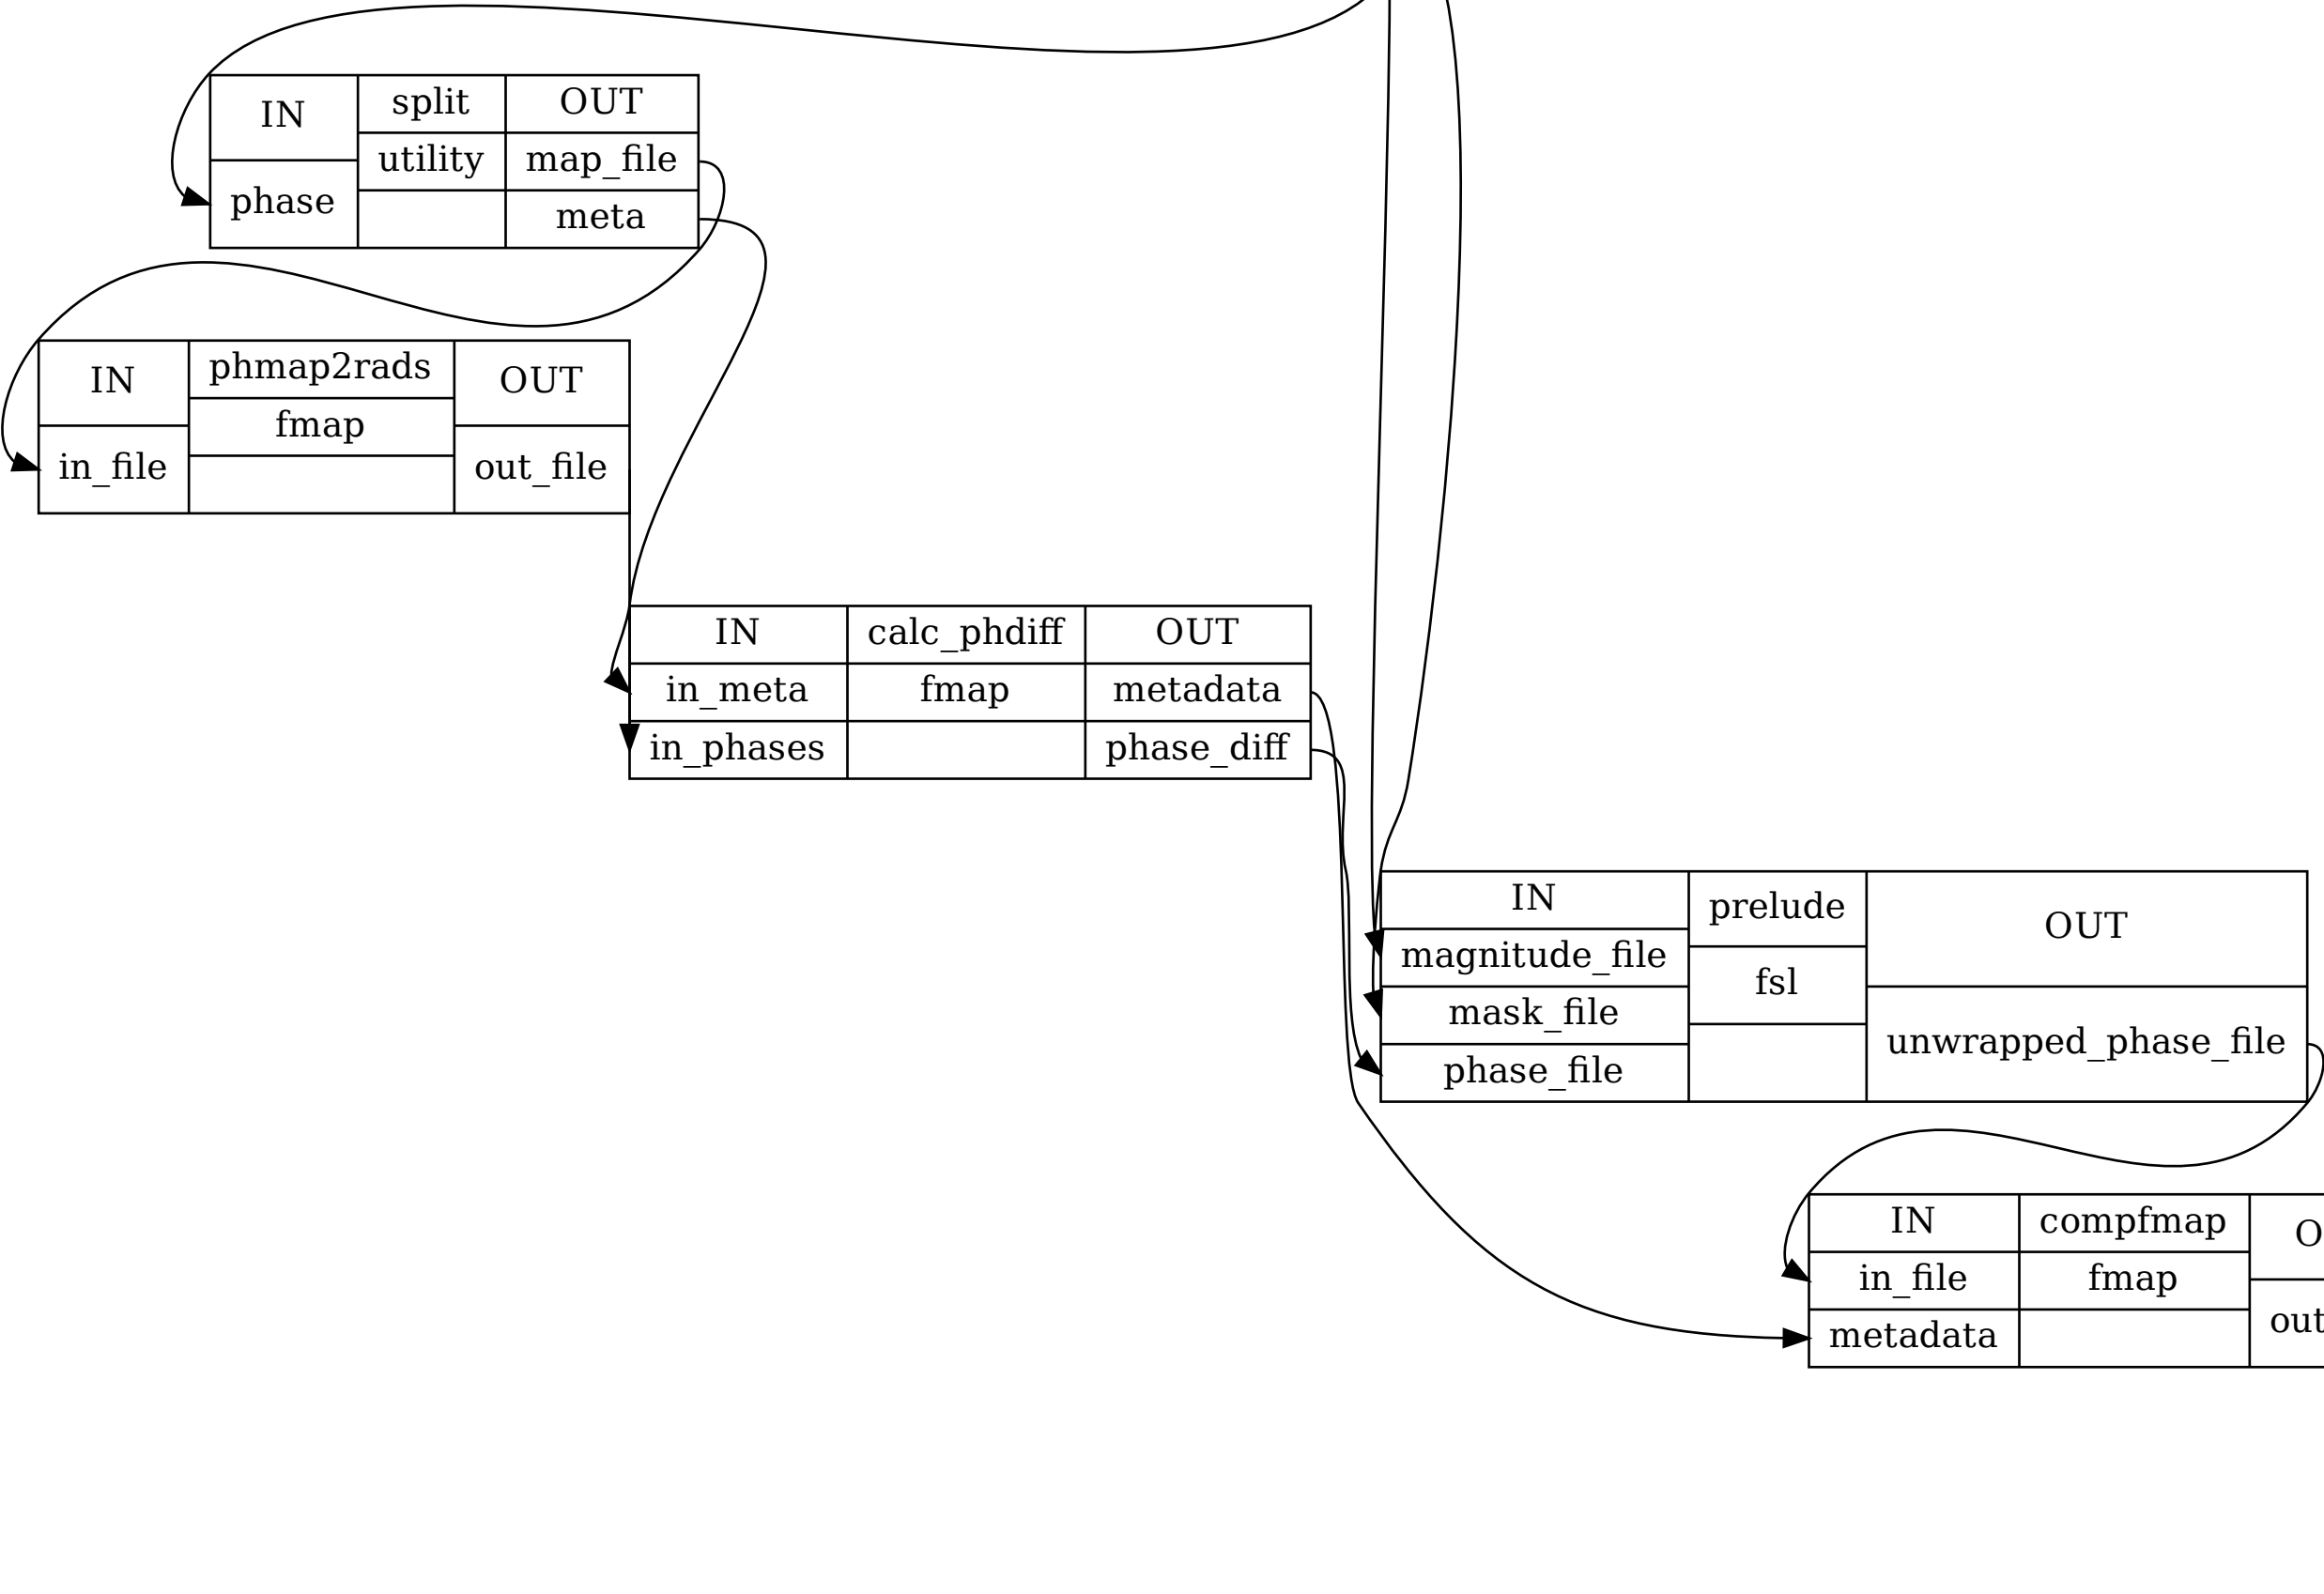 IN split OUT
utility map_file
phase meta
IN phmap2rads OUT
fmap
in_file out_file
IN calc_phdiff OUT
in_meta fmap metadata
in_phases phase_diff
IN prelude OUT
magnitude_file
mask_file fsl
phase_file unwrapped_phase_file
IN compfmap O
in_file fmap
metadata out